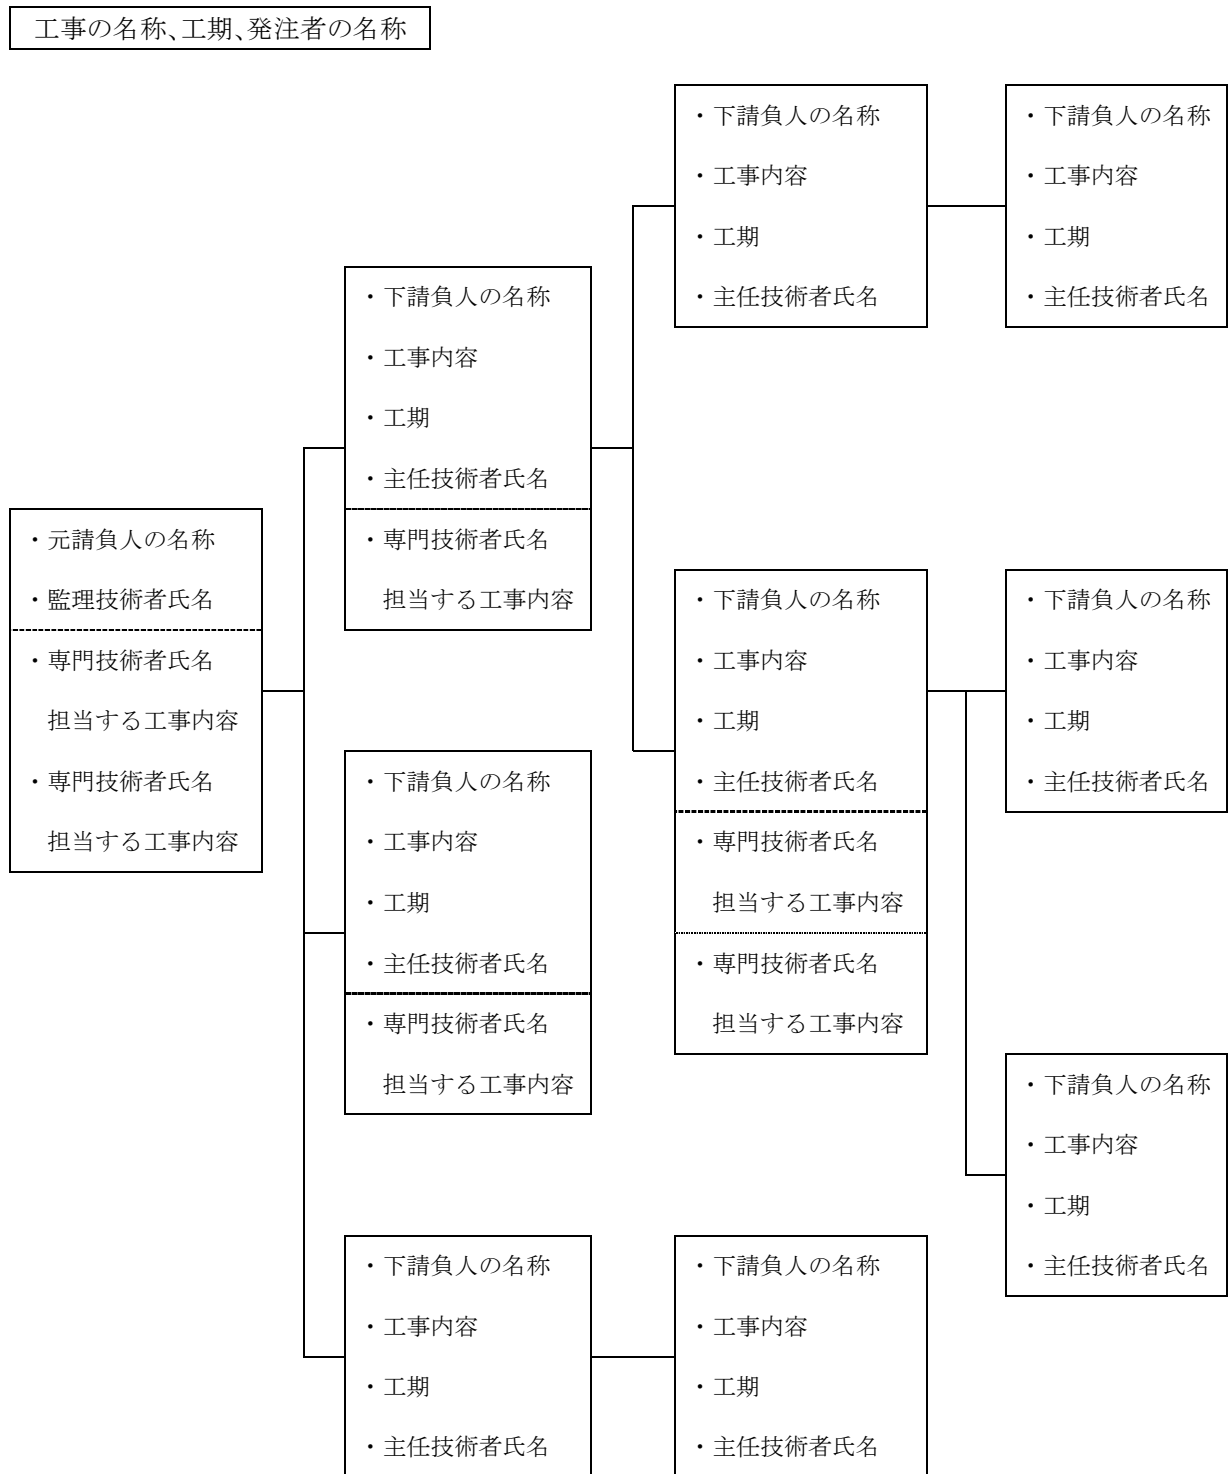 工事の名称、工期、発注者の名称
・元請負人の名称
・監理技術者氏名
・専門技術者氏名
担当する工事内容
・専門技術者氏名
担当する工事内容
・下請負人の名称
・工事内容
・工期
・主任技術者氏名
・専門技術者氏名
担当する工事内容
・下請負人の名称
・工事内容
・工期
・主任技術者氏名
・専門技術者氏名
担当する工事内容
・下請負人の名称
・工事内容
・工期
・主任技術者氏名
・下請負人の名称
・工事内容
・工期
・主任技術者氏名
・下請負人の名称
・工事内容
・工期
・主任技術者氏名
・専門技術者氏名
担当する工事内容
・専門技術者氏名
担当する工事内容
・下請負人の名称
・工事内容
・工期
・主任技術者氏名
・下請負人の名称
・工事内容
・工期
・主任技術者氏名
・下請負人の名称
・工事内容
・工期
・主任技術者氏名
・下請負人の名称
・工事内容
・工期
・主任技術者氏名